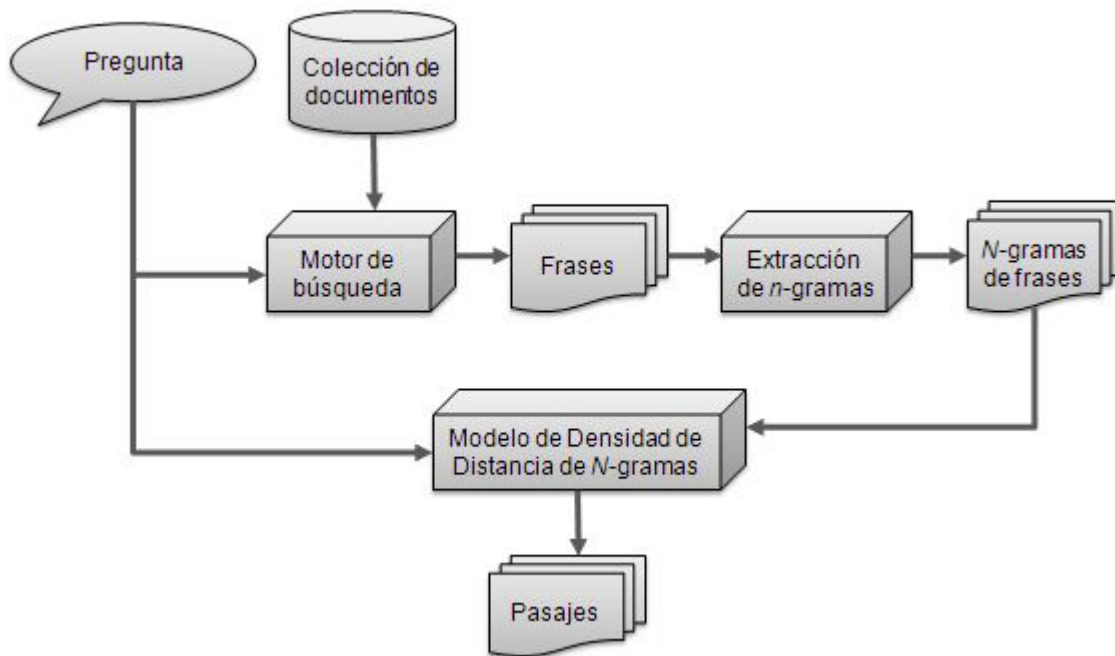 Pregunta
Colección de
documentos
Motor de
búsqueda
Frases
Extracción
de n-gramas
N-gramas
de frases
Modelo de Densidad de
Distancia de N-gramas
Pasajes